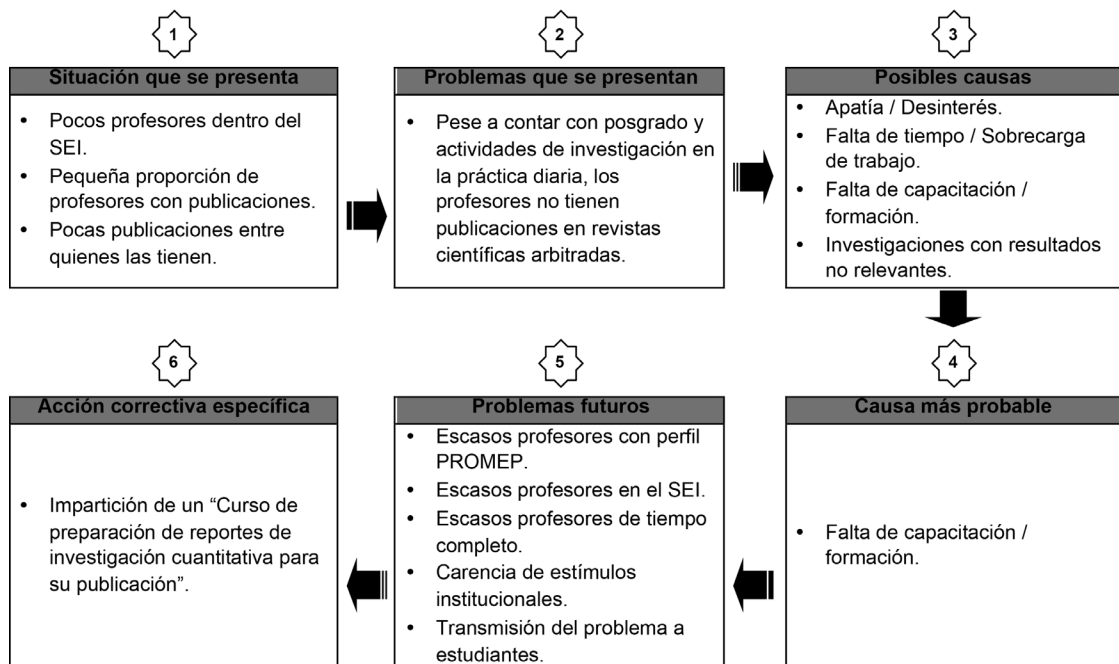 1
Situación que se presenta
• Pocos profesores dentro del
SEI.
• Pequeña proporción de
profesores con publicaciones.
• Pocas publicaciones entre
quienes las tienen.
2
Problemas que se presentan
• Pese a contar con posgrado y
actividades de investigación en
la práctica diaria, los
profesores no tienen
publicaciones en revistas
científicas arbitradas.
3
Posibles causas
• Apatía / Desinterés.
• Falta de tiempo / Sobrecarga
de trabajo.
• Falta de capacitación /
formación.
• Investigaciones con resultados
no relevantes.
4
Causa más probable
• Falta de capacitación /
formación.
5
Problemas futuros
• Escasos profesores con perfil
PROMEP.
• Escasos profesores en el SEI.
• Escasos profesores de tiempo
completo.
• Carencia de estímulos
institucionales.
• Transmisión del problema a
estudiantes.
6
Acción correctiva específica
• Impartición de un “Curso de
preparación de reportes de
investigación cuantitativa para
su publicación”.